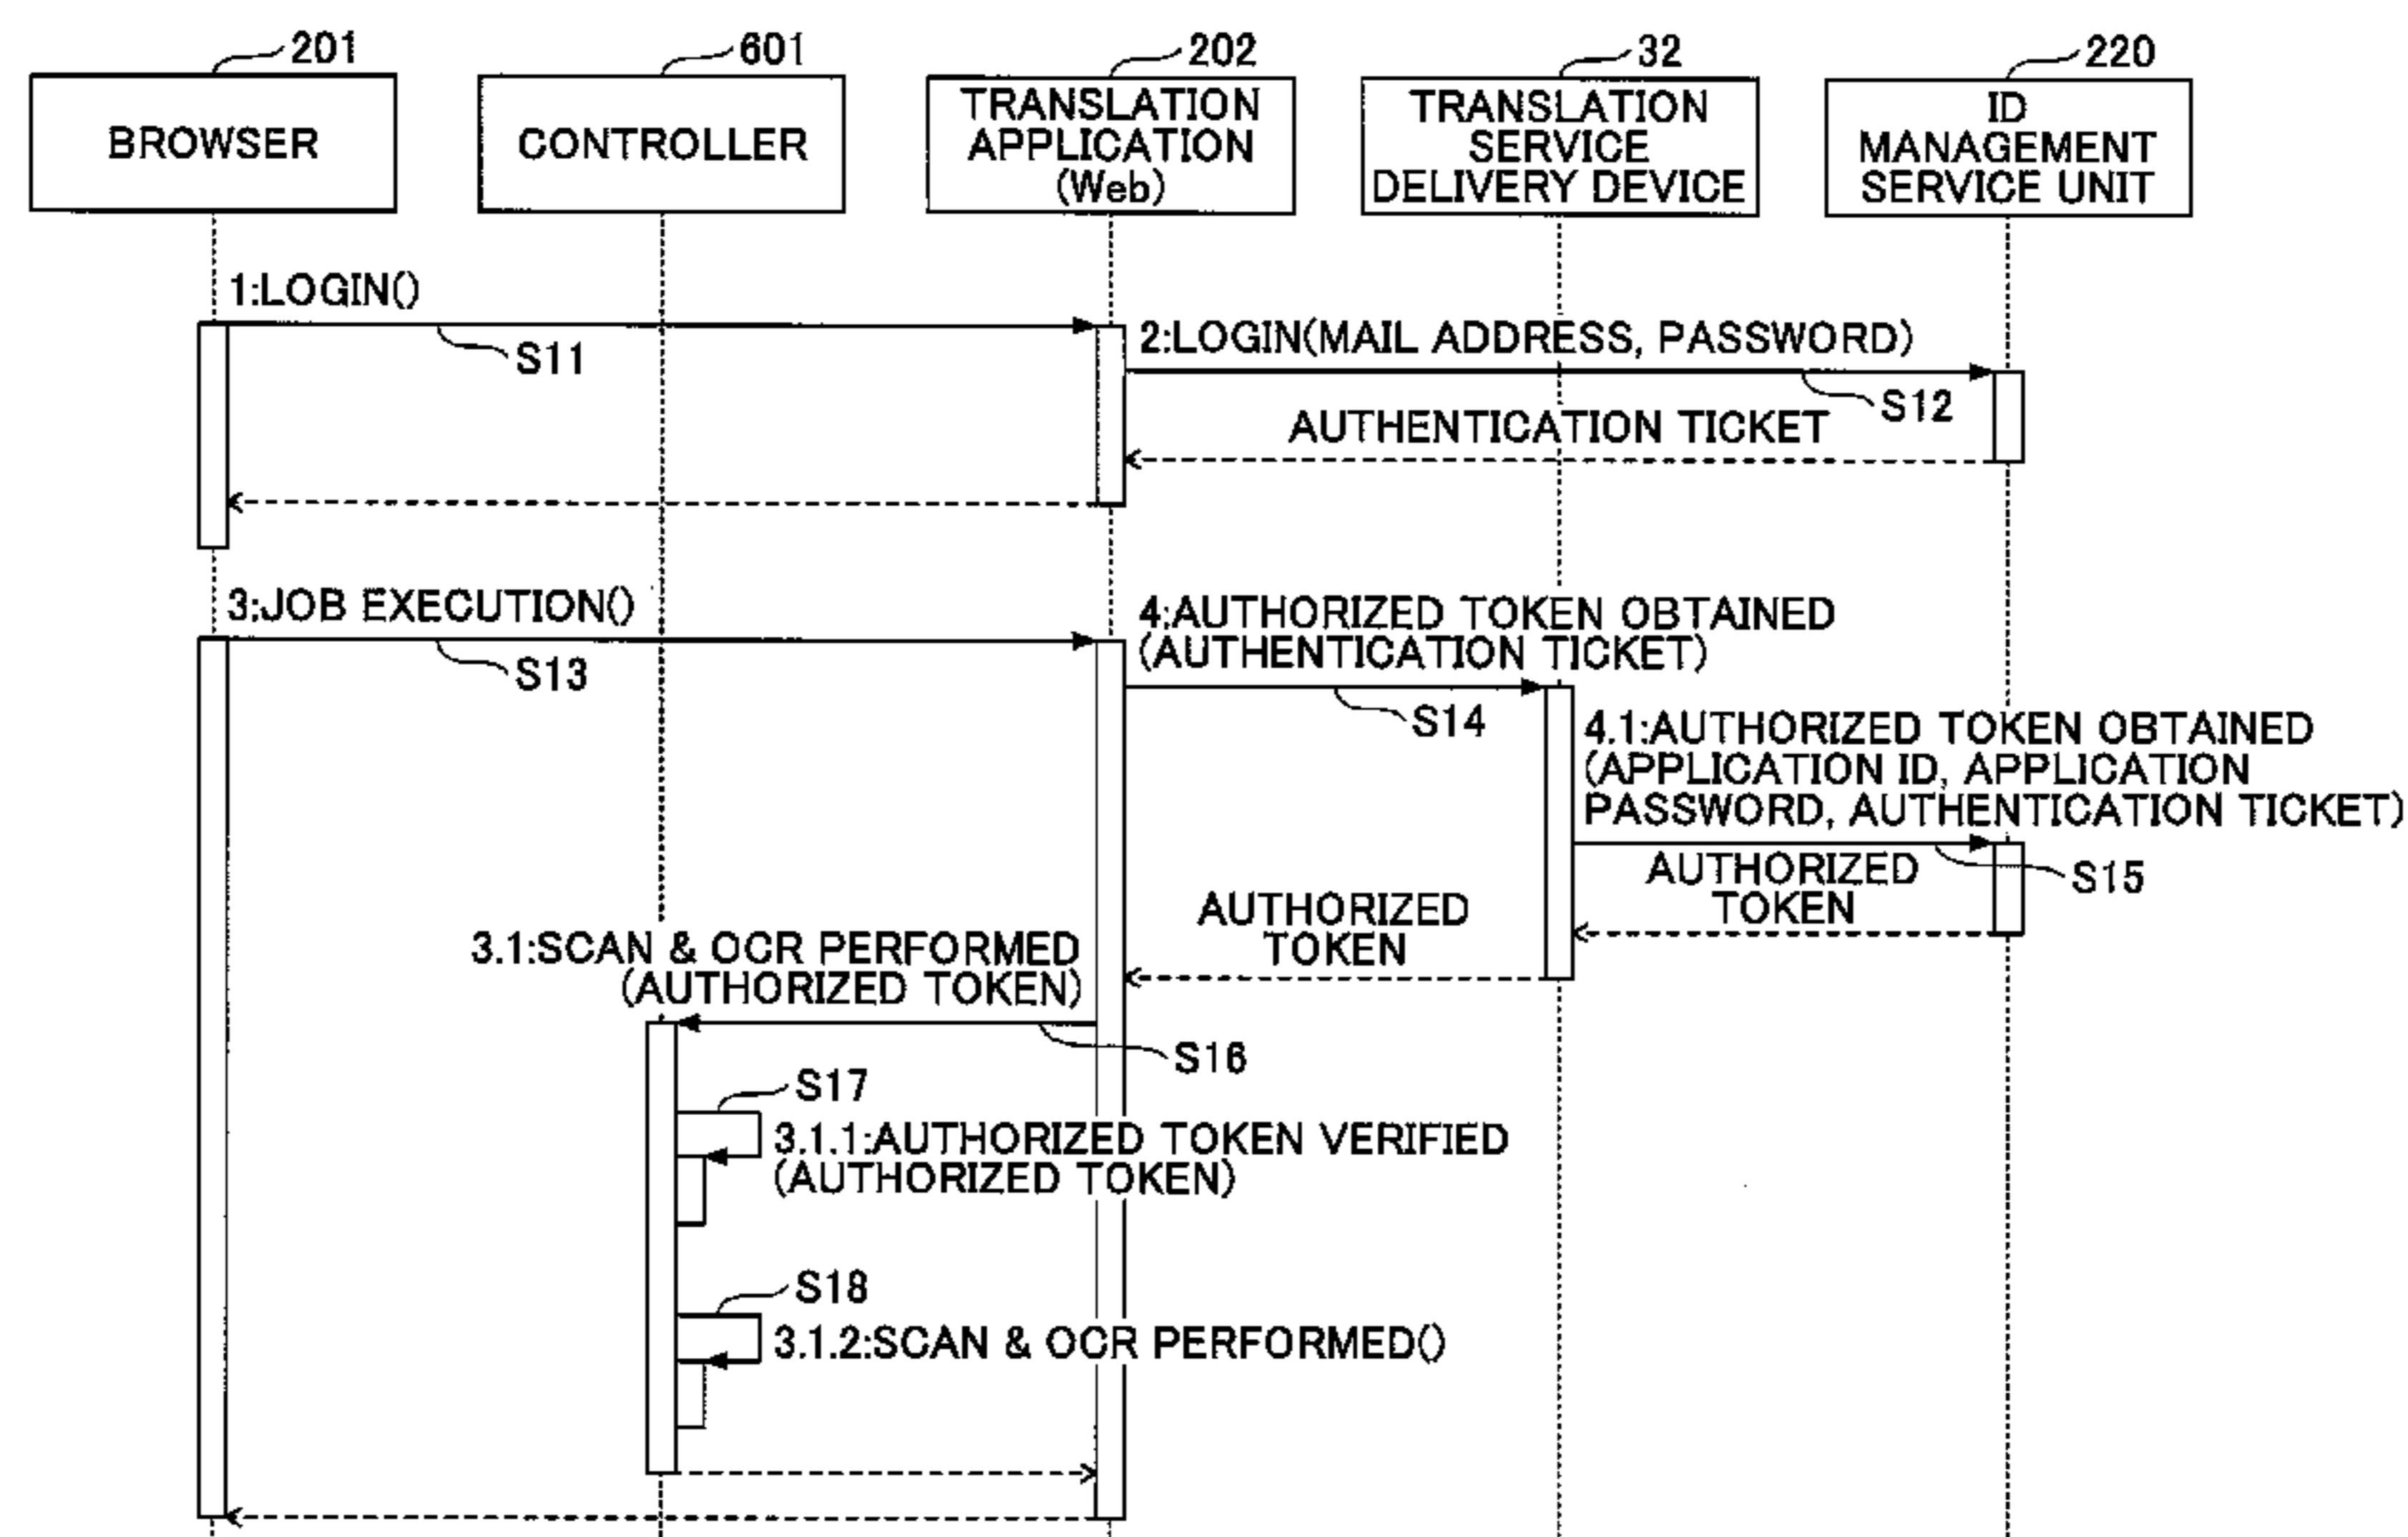 201
601
202
32
220
BROWSER
CONTROLLER
TRANSLATION
APPLICATION
(Web)
TRANSLATION
SERVICE
DELIVERY DEVICE
ID
MANAGEMENT
SERVICE UNIT
1:LOGIN()
S11
2:LOGIN(MAIL ADDRESS, PASSWORD)
S12
AUTHENTICATION TICKET
3:JOB EXECUTION()
S13
4:AUTHORIZED TOKEN OBTAINED
(AUTHENTICATION TICKET)
S14
4.1:AUTHORIZED TOKEN OBTAINED
(APPLICATION ID, APPLICATION
PASSWORD, AUTHENTICATION TICKET)
S15
AUTHORIZED
TOKEN
AUTHORIZED
TOKEN
3.1:SCAN & OCR PERFORMED
(AUTHORIZED TOKEN)
S16
S17
3.1.1:AUTHORIZED TOKEN VERIFIED
(AUTHORIZED TOKEN)
S18
3.1.2:SCAN & OCR PERFORMED()